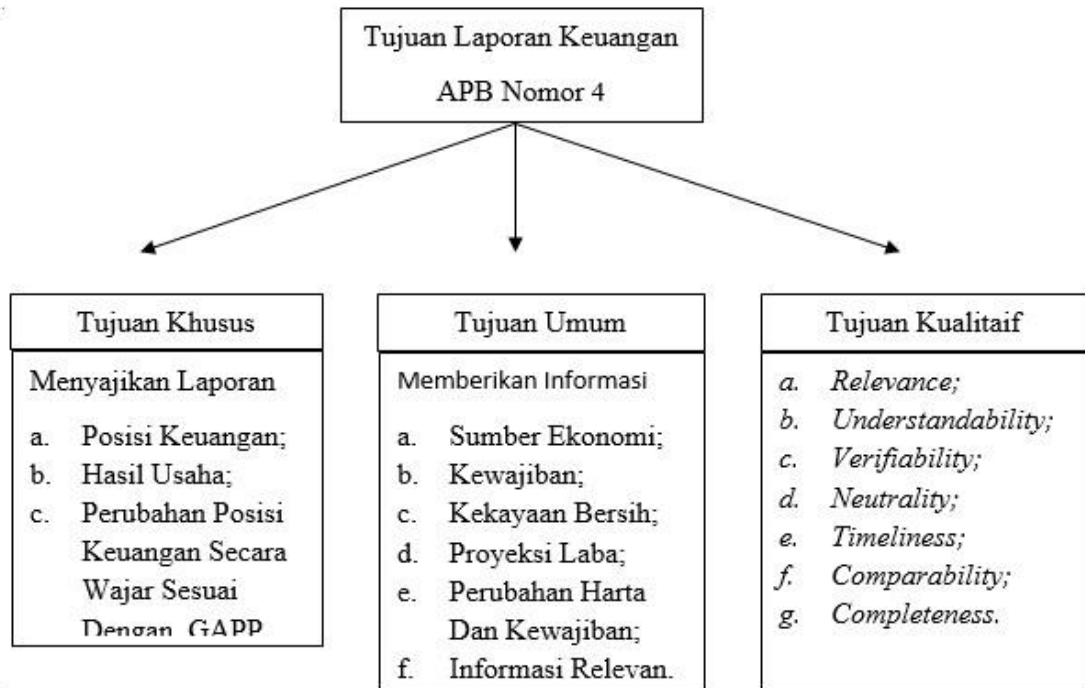 Tujuan Laporan Keuangan
APB Nomor 4
Tujuan Khusus
Menyajikan Laporan
a. Posisi Keuangan;
b. Hasil Usaha;
c. Perubahan Posisi
Keuangan Secara
Wajar Sesuai
Dengan GAPP
Tujuan Umum
Memberikan Informasi
a. Sumber Ekonomi;
b. Kewajiban;
c. Kekayaan Bersih;
d. Proyeksi Laba;
e. Perubahan Harta
Dan Kewajiban;
f. Informasi Relevan.
Tujuan Kualitaif
a. Relevance;
b. Understandability;
c. Verifiability;
d. Neutrality;
e. Timeliness;
f. Comparability;
g. Completeness.